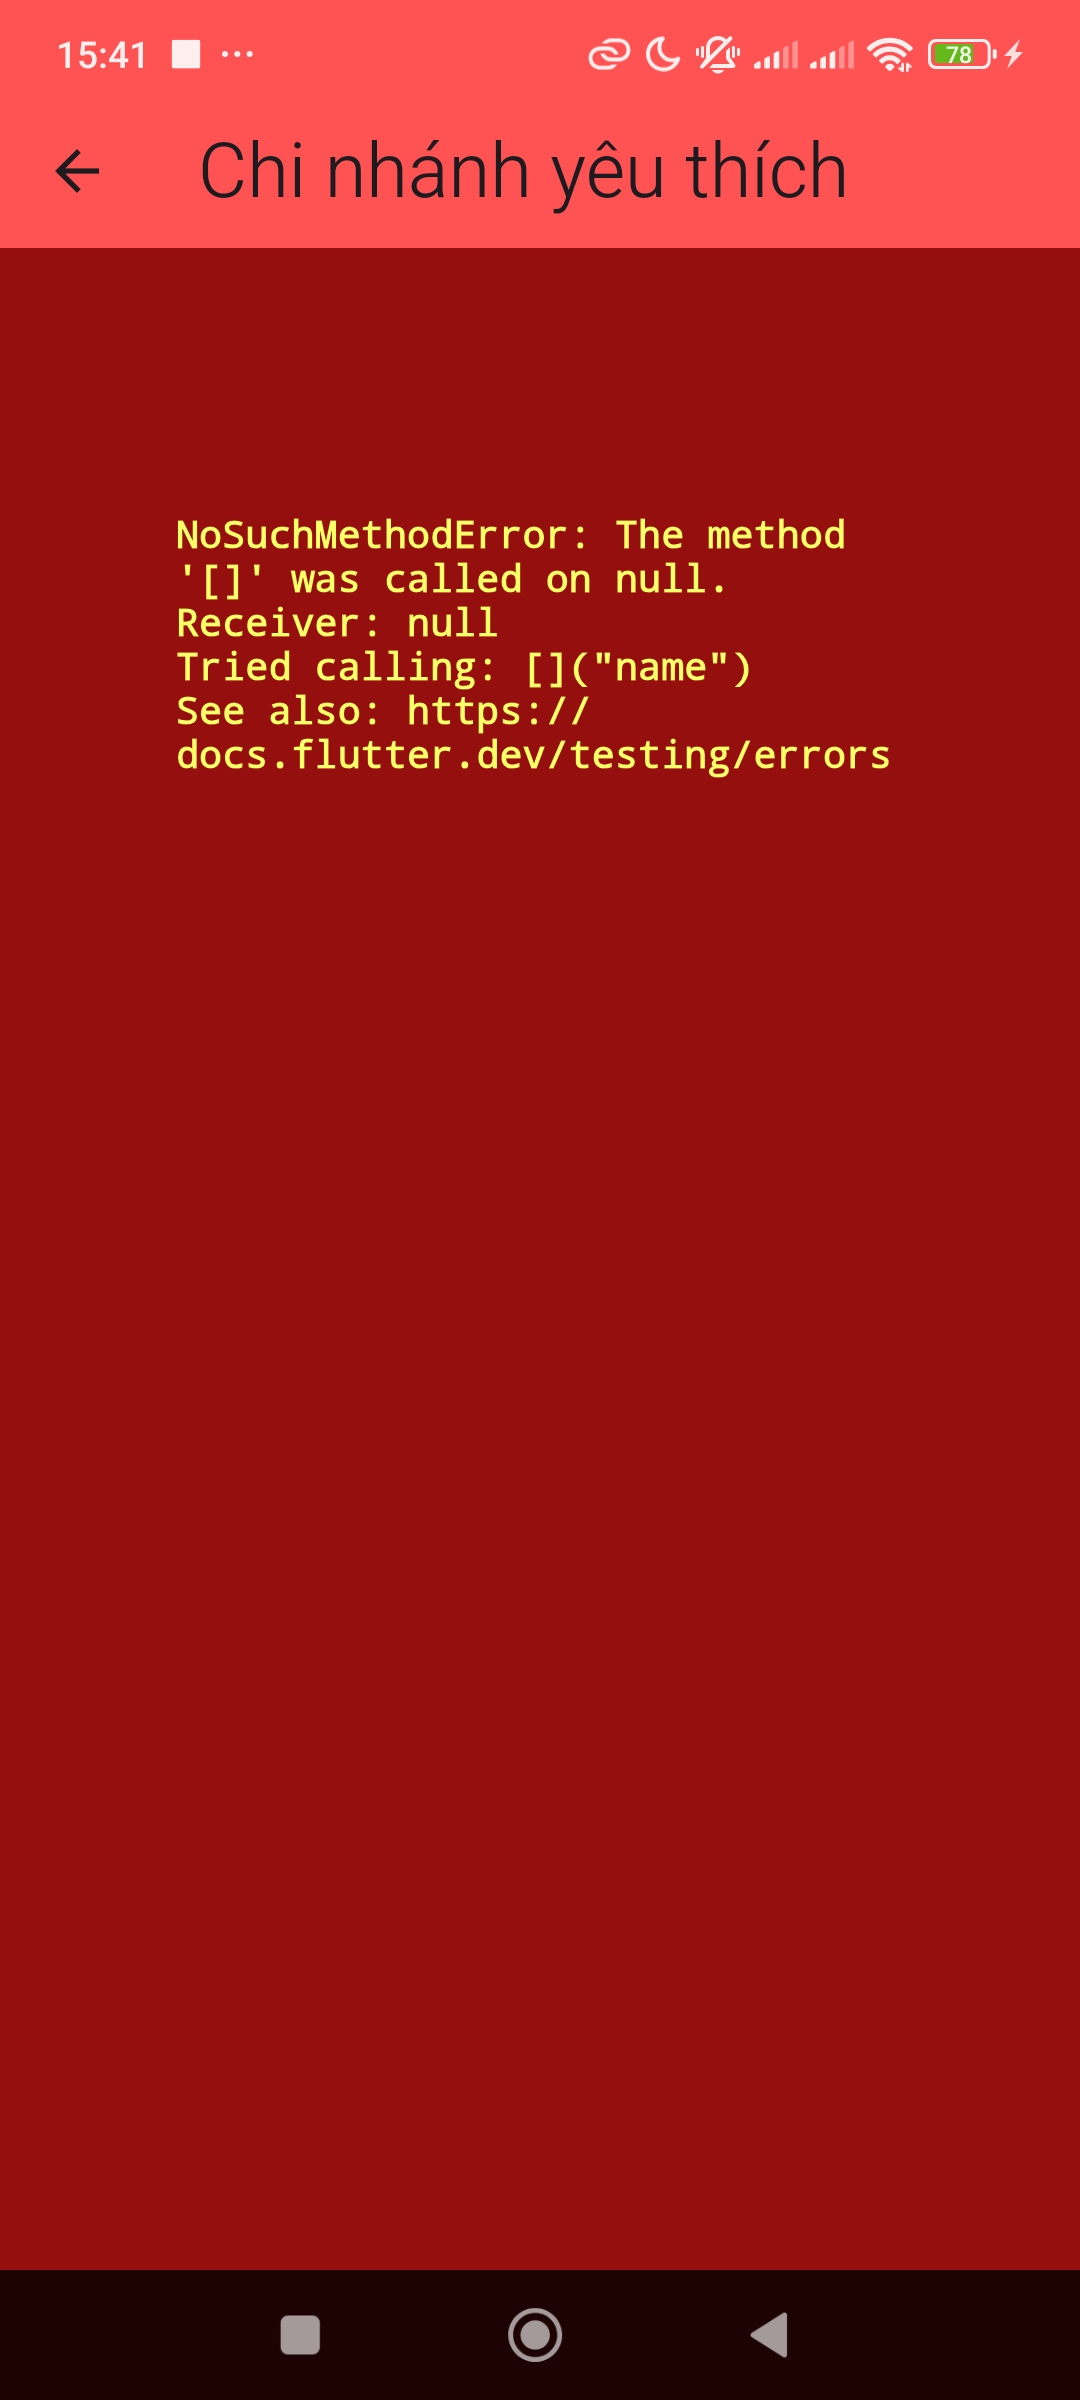 15:41
78
Chi nhánh yêu thích
NoSuchMethodError: The method
'[]' was called on null.
Receiver: null
Tried calling: []("name")
See also: https://
docs.flutter.dev/testing/errors